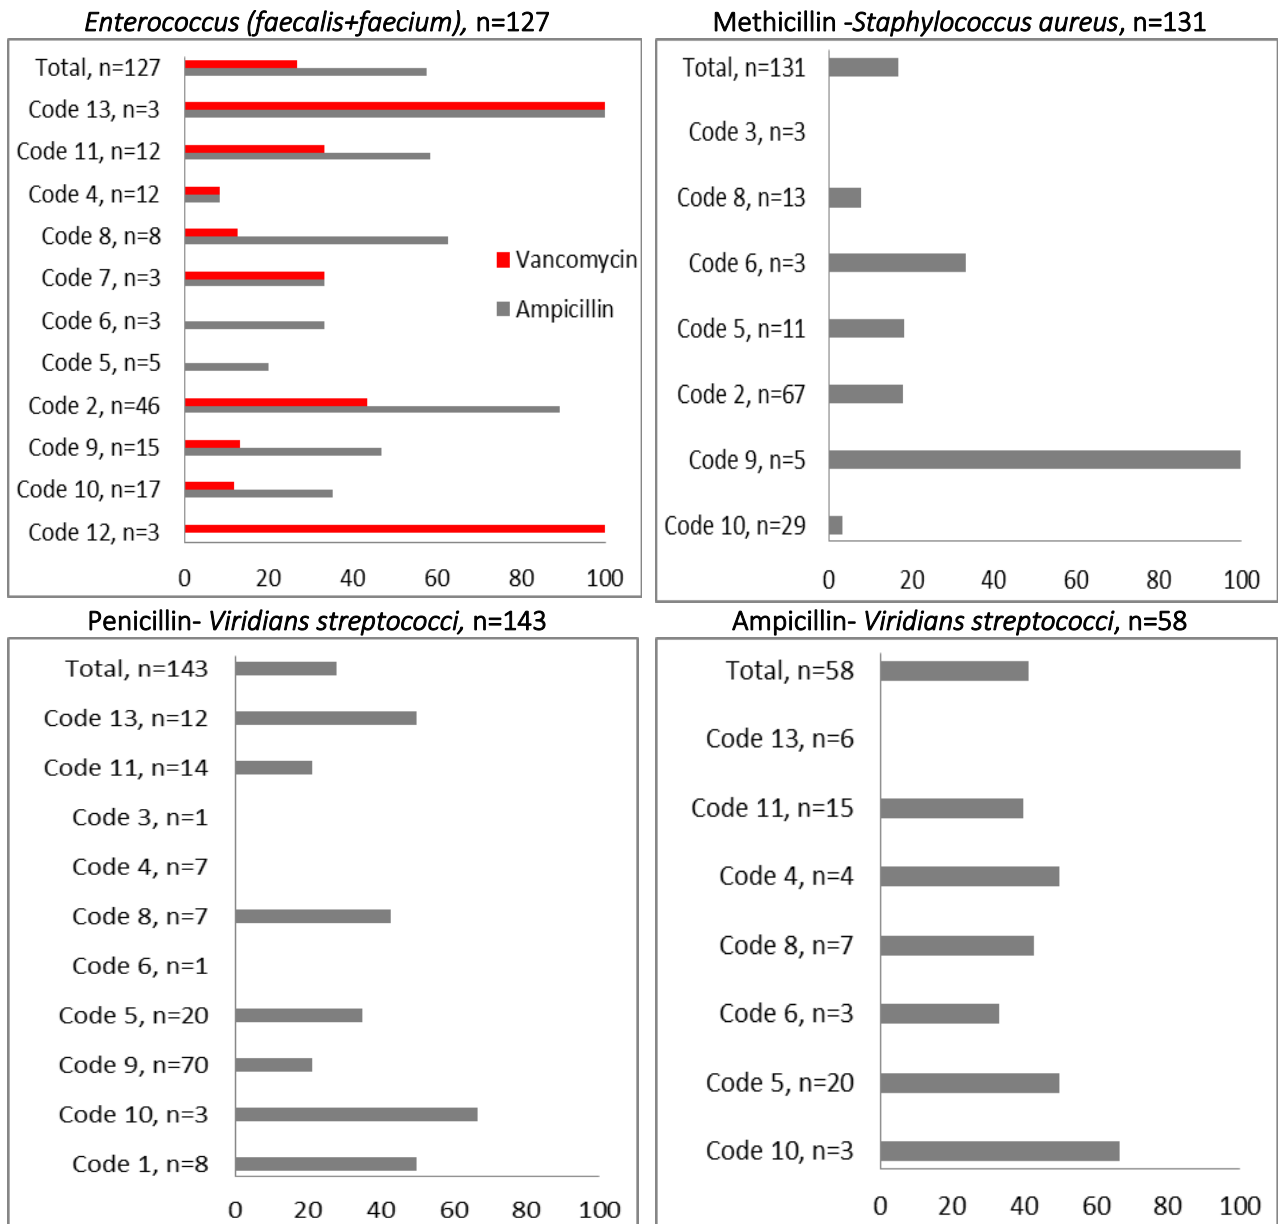 Enterococcus (faecalis+faecium), n=127
Total, n=127
Code 13, n=3
Code 11, n=12
Code 4, n=12
Code 8, n=8
Code 7, n=3
Code 6, n=3
Code 5, n=5
Code 2, n=46
Code 9, n=15
Code 10, n=17
Code 12, n=3
Vancomycin
Ampicillin
0 20 40 60 80 100
Methicillin -Staphylococcus aureus, n=131
Total, n=131
Code 3, n=3
Code 8, n=13
Code 6, n=3
Code 5, n=11
Code 2, n=67
Code 9, n=5
Code 10, n=29
0 20 40 60 80 100
Penicillin- Viridians streptococci, n=143
Total, n=143
Code 13, n=12
Code 11, n=14
Code 3, n=1
Code 4, n=7
Code 8, n=7
Code 6, n=1
Code 5, n=20
Code 9, n=70
Code 10, n=3
Code 1, n=8
0 20 40 60 80 100
Ampicillin- Viridians streptococci, n=58
Total, n=58
Code 13, n=6
Code 11, n=15
Code 4, n=4
Code 8, n=7
Code 6, n=3
Code 5, n=20
Code 10, n=3
0 20 40 60 80 100